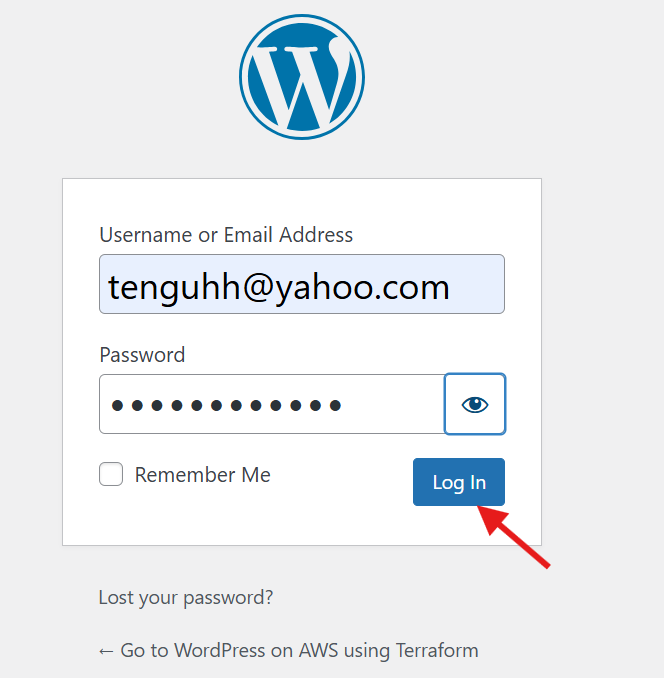 Username or Email Address
tenguhh@yahoo.com
Password
Remember Me
Log In
Lost your password?
← Go to WordPress on AWS using Terraform